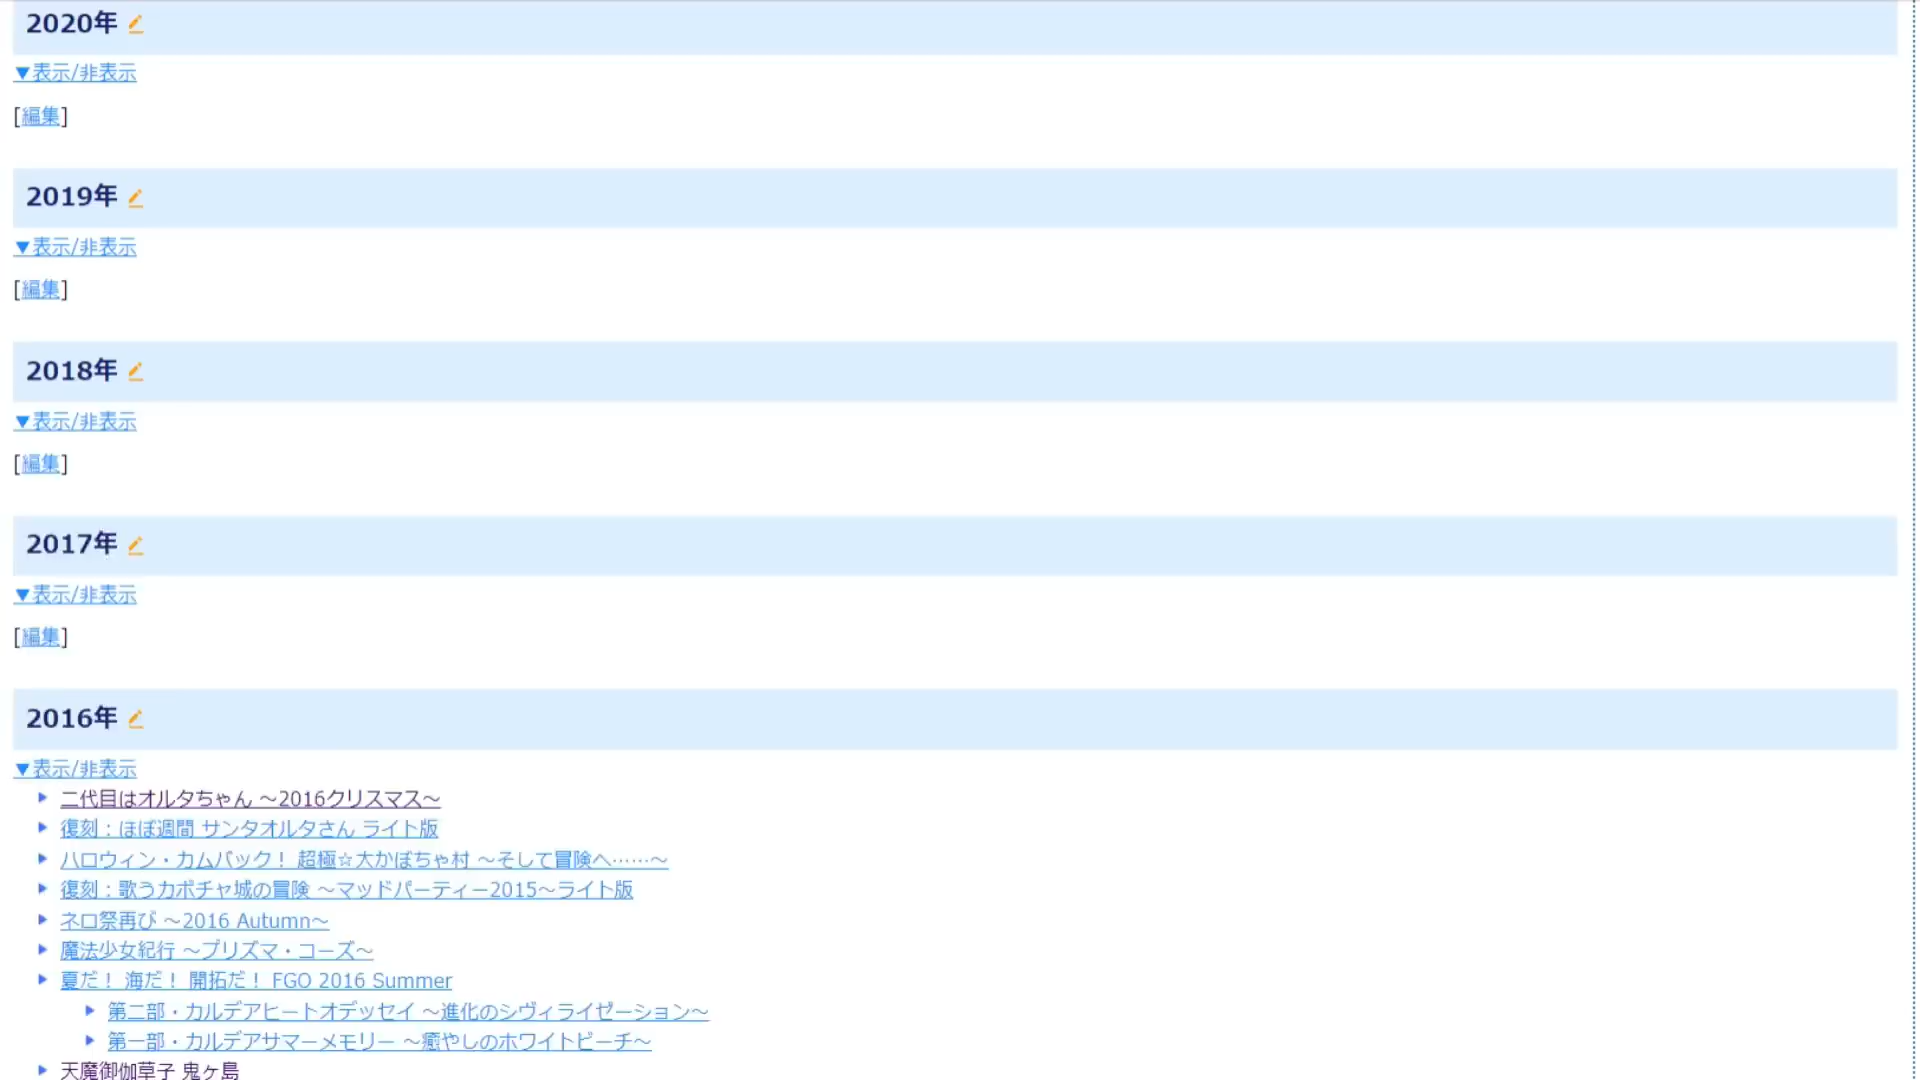 2020年
▼表示/非表示
[編集]
2019年
▼表示/非表示
[編集]
2018年
▼表示/非表示
[編集]
2017年
▼表示/非表示
[編集]
2016年
▼表示/非表示
二代目はオルタちゃん ～2016クリスマス～
復刻：ほぼ週間 サンタオルタさん ライト版
ハロウィン・カムバック！ 超極☆大かぼちゃ村 ～そして冒険へ……～
復刻：歌うカボチャ城の冒険 ～マッドパーティー2015～ライト版
ネロ祭再び ～2016 Autumn～
魔法少女紀行 ～プリズマ・コーズ～
夏だ！ 海だ！ 開拓だ！ FGO 2016 Summer
第二部・カルデアヒートオデッセイ ～進化のシヴィライゼーション～
第一部・カルデアサマーメモリー ～癒やしのホワイトビーチ～
天魔御伽草子 鬼ヶ島